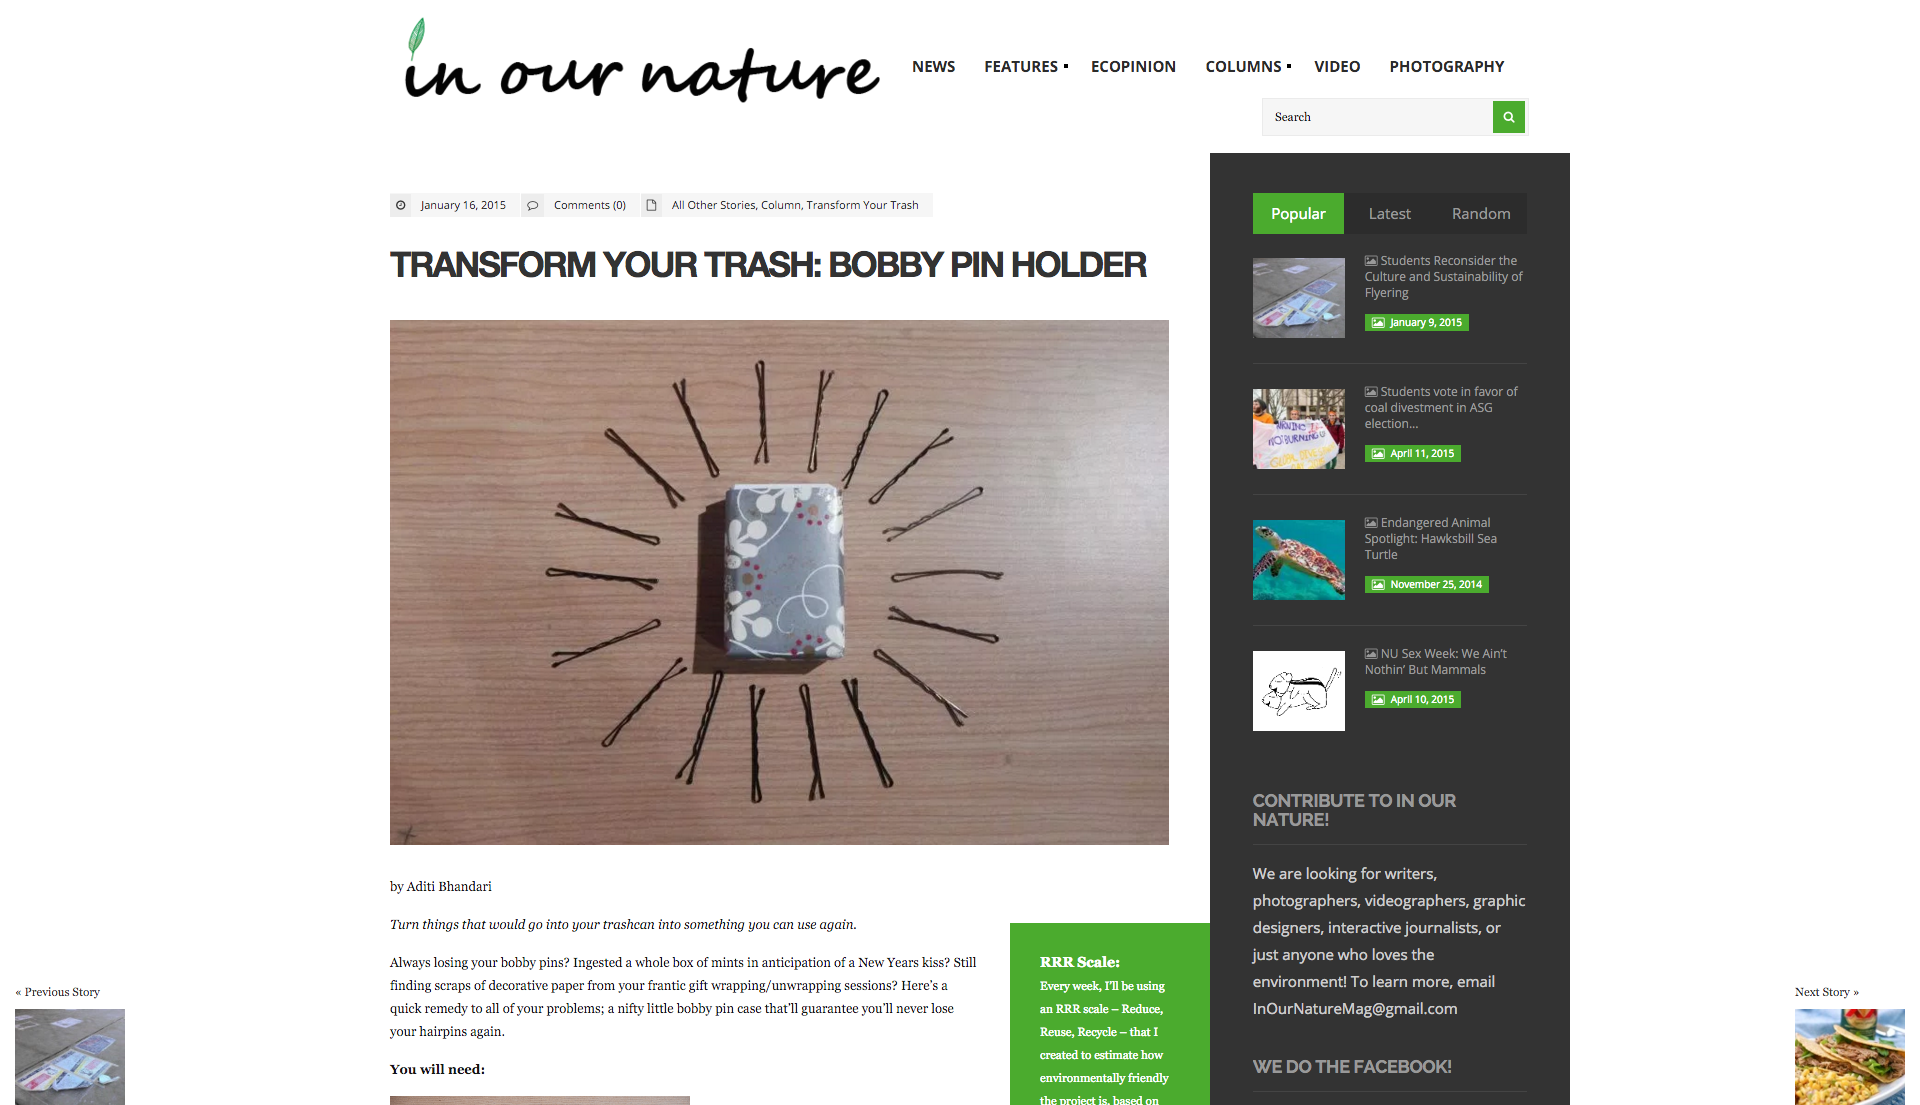 in our nature
NEWS
FEATURES
ECOPINION
COLUMNS
VIDEO
PHOTOGRAPHY
Search
January 16, 2015
Comments (0)
All Other Stories, Column, Transform Your Trash
TRANSFORM YOUR TRASH: BOBBY PIN HOLDER
by Aditi Bhandari
Turn things that would go into your trashcan into something you can use again.
Always losing your bobby pins? Ingested a whole box of mints in anticipation of a New Years kiss? Still
finding scraps of decorative paper from your frantic gift wrapping/unwrapping sessions? Here's a
quick remedy to all of your problems; a nifty little bobby pin case that'll guarantee you'll never lose
your hairpins again.
You will need:
RRR Scale:
Every week, I'll be using
an RRR scale – Reduce,
Reuse, Recycle – that I
created to estimate how
environmentally friendly
the project is, based on
Popular
Latest
Random
Students Reconsider the
Culture and Sustainability of
Flyering
January 9, 2015
Students vote in favor of
coal divestment in ASG
election...
April 11, 2015
Endangered Animal
Spotlight: Hawksbill Sea
Turtle
November 25, 2014
NU Sex Week: We Ain't
Nothin' But Mammals
April 10, 2015
CONTRIBUTE TO IN OUR
NATURE!
We are looking for writers,
photographers, videographers, graphic
designers, interactive journalists, or
just anyone who loves the
environment! To learn more, email
InOurNatureMag@gmail.com
WE DO THE FACEBOOK!
« Previous Story
Next Story »